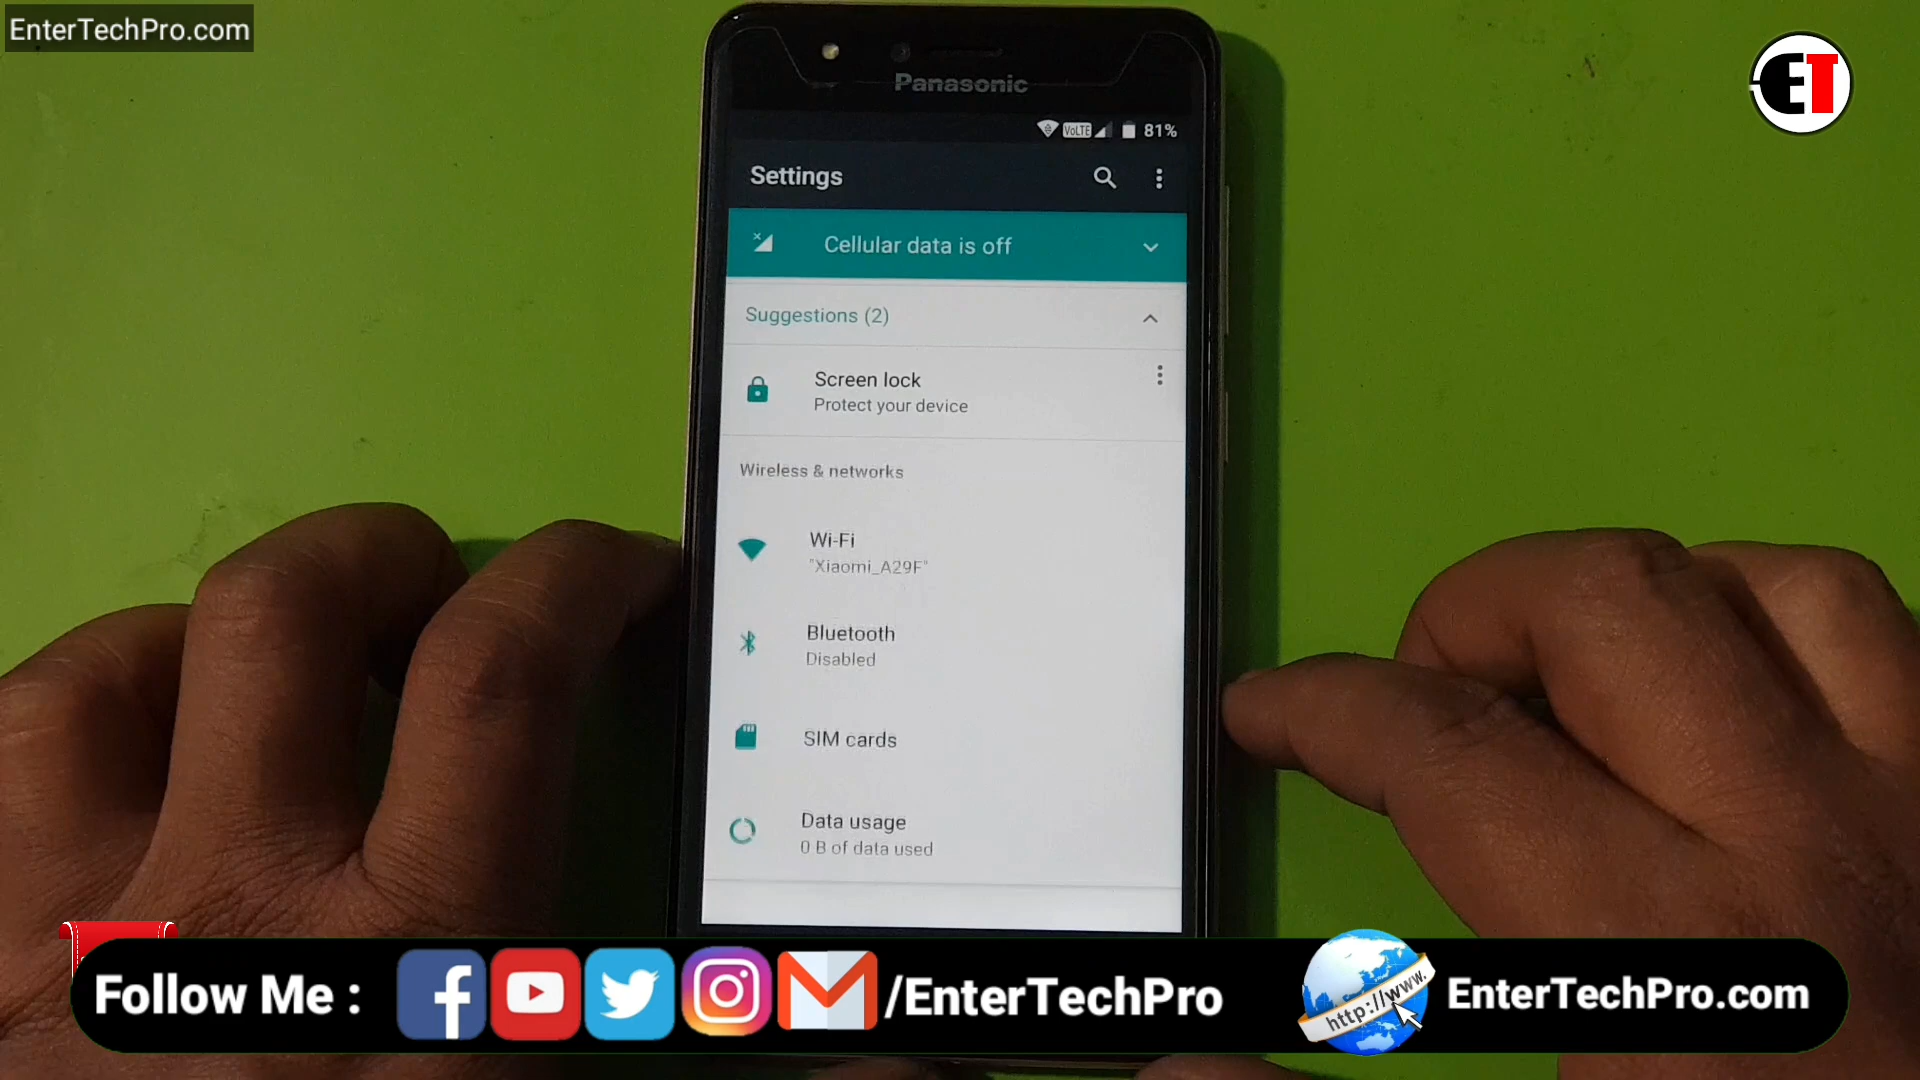 EnterTechPro.com
ET
Panasonic
VoLTE 81%
Settings
Cellular data is off
Suggestions (2)
Screen lock
Protect your device
Wireless & networks
Wi-Fi
"Xiaomi_A29F"
Bluetooth
Disabled
SIM cards
Data usage
0 B of data used
Follow Me : f /EnterTechPro http://www. EnterTechPro.com